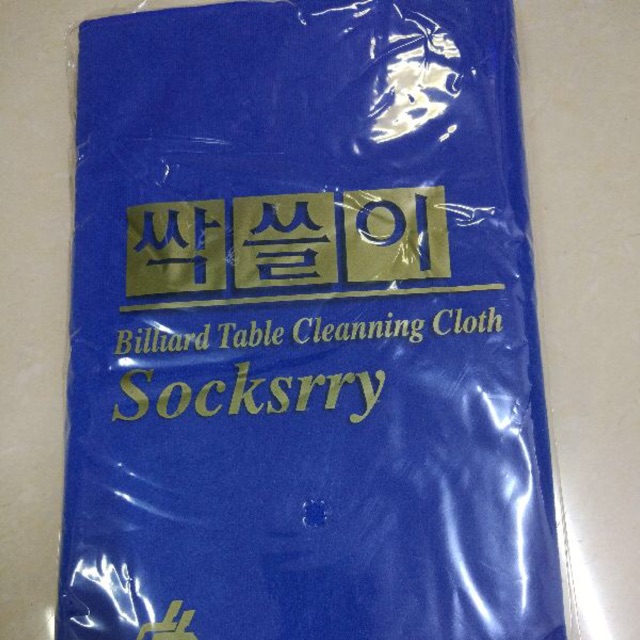 싹쓸이
Billiard Table Cleanning Cloth
Socksrry